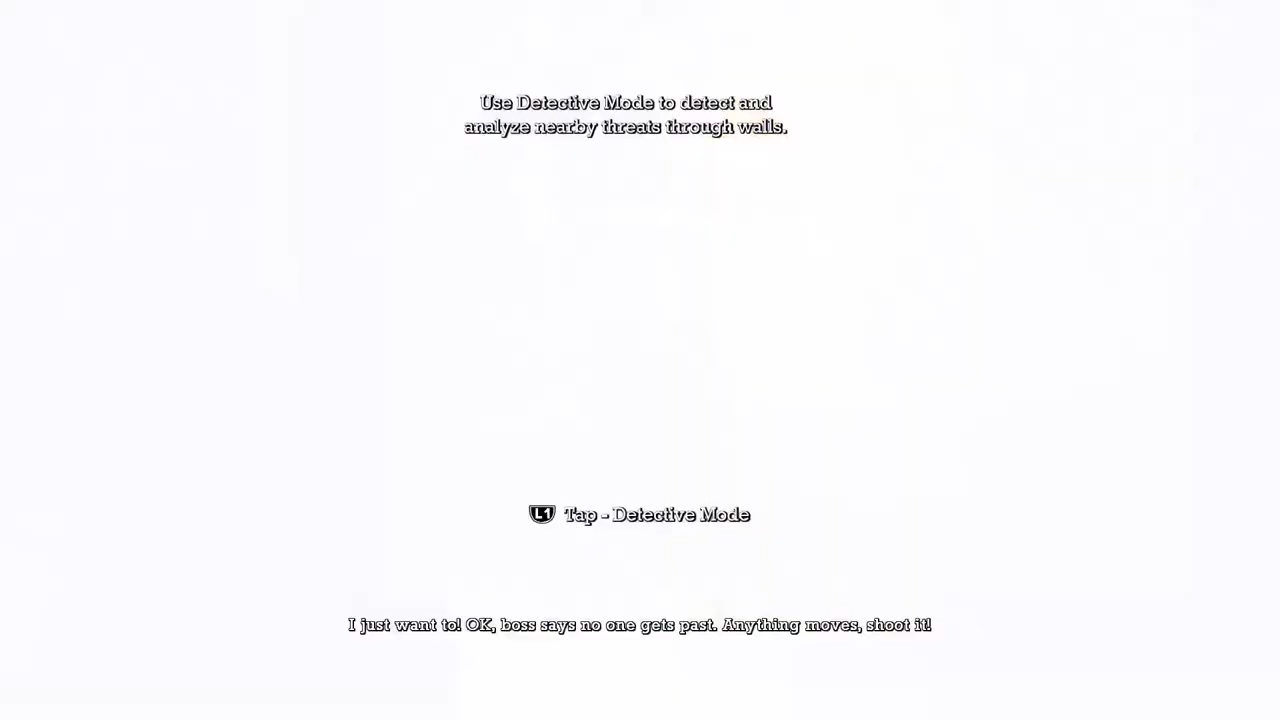 Use Detective Mode to detect and
analyze nearby threats through walls.
L1 Tap - Detective Mode
I just want to! OK, boss says no one gets past. Anything moves, shoot it!